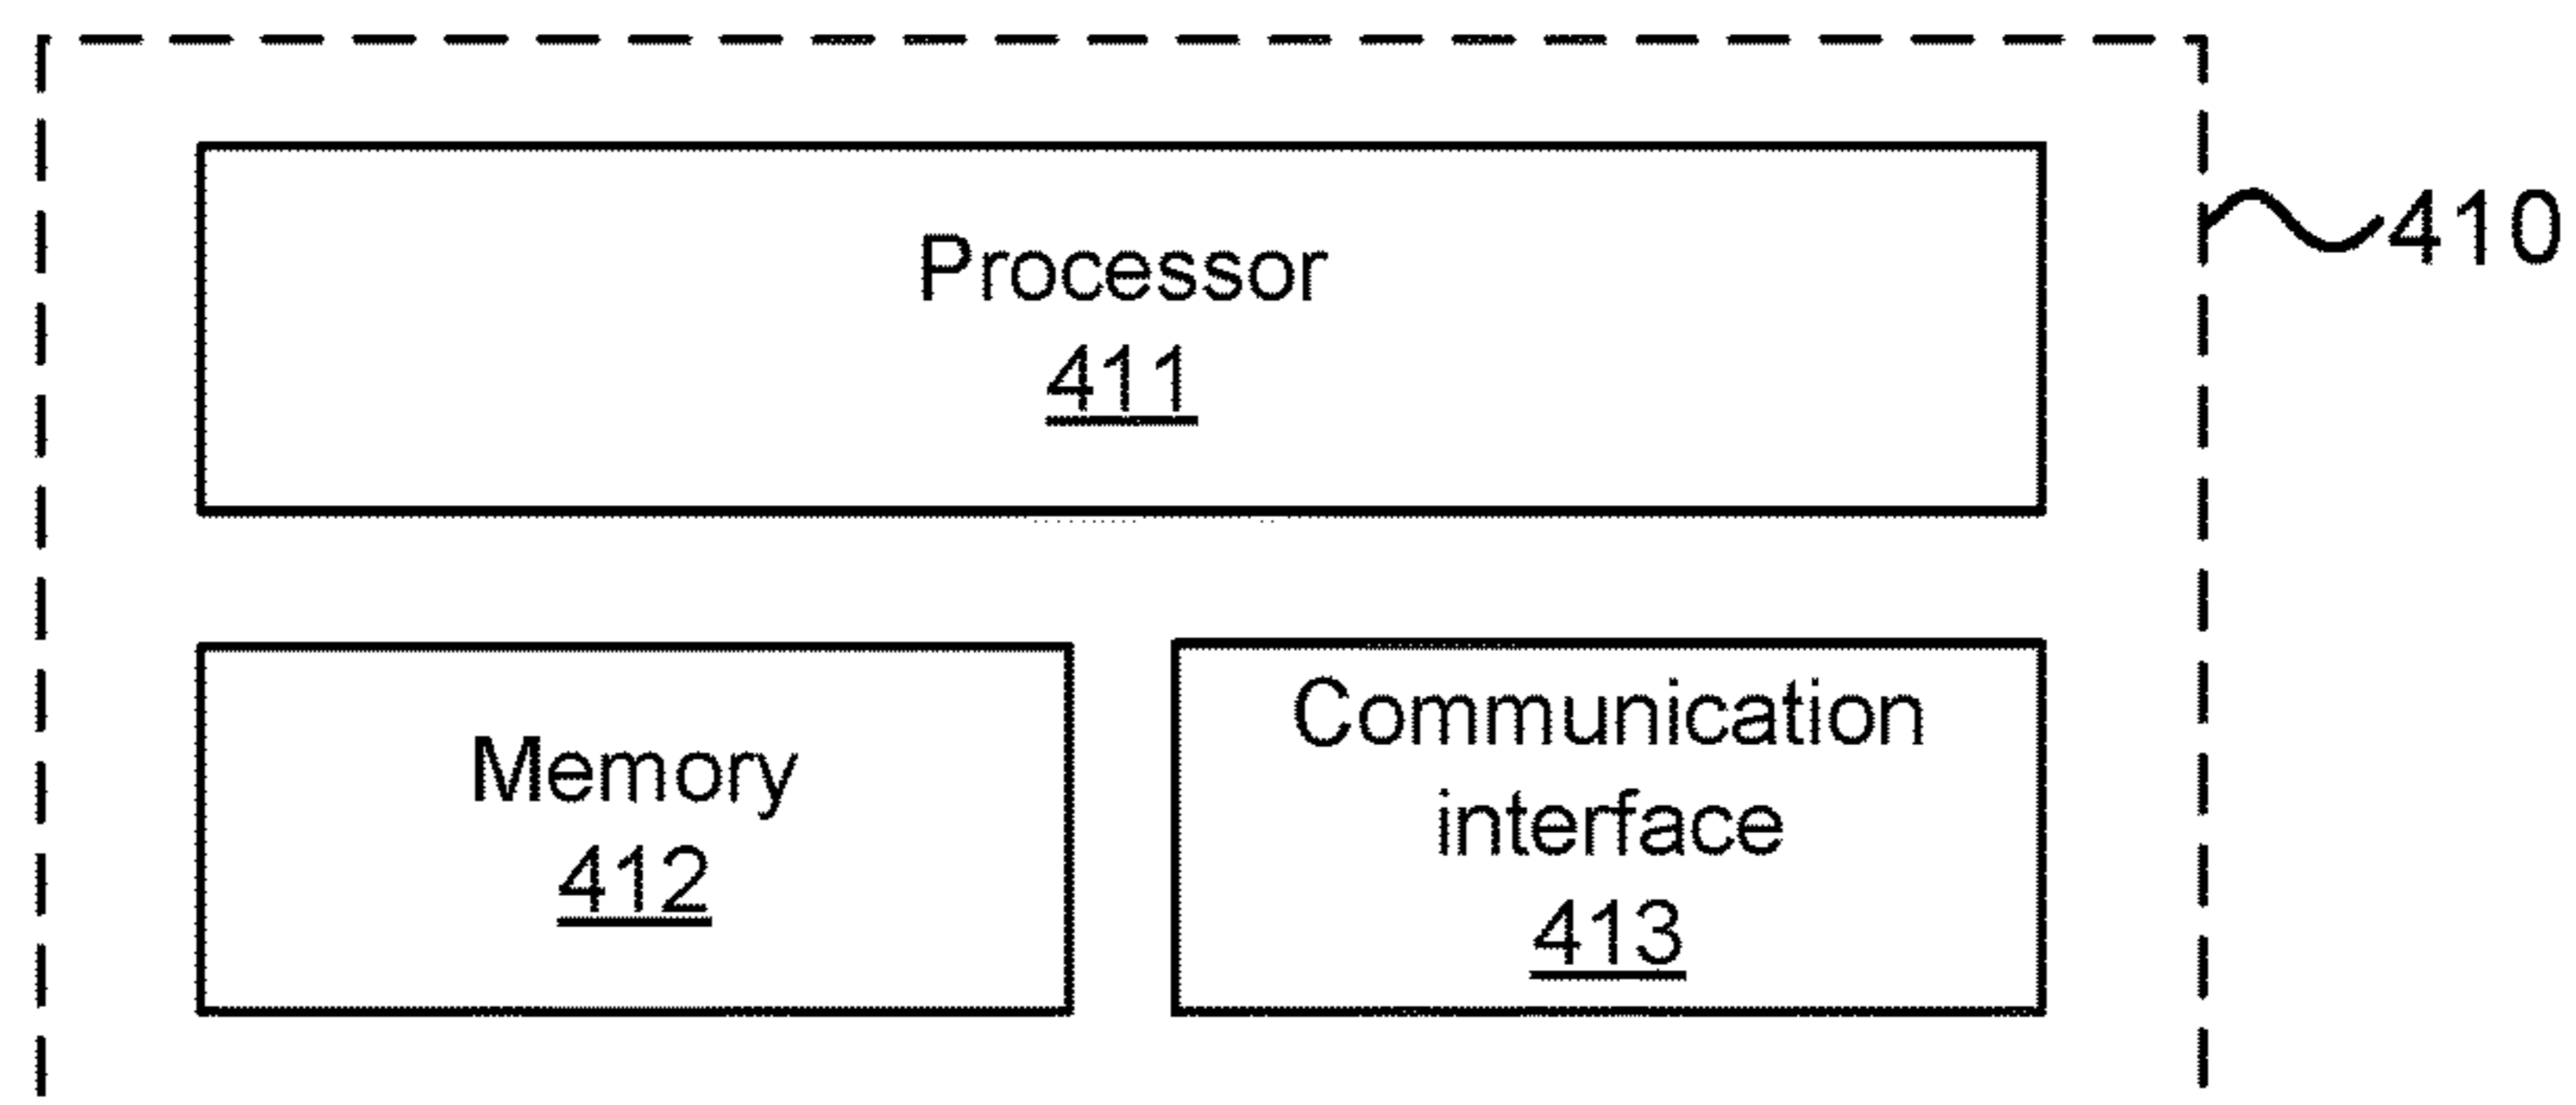 Processor
411
410
Memory
412
Communication
interface
413